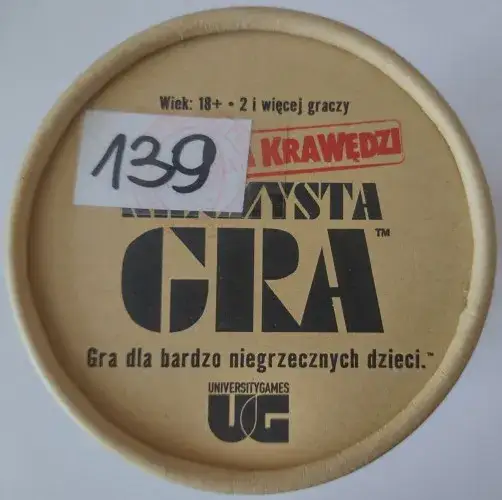 Wiek: 18+ • 2 i więcej graczy
139
KRAWĘDZI
GRA™
Gra dla bardzo niegrzecznych dzieci.™
UNIVERSITYGAMES
UG